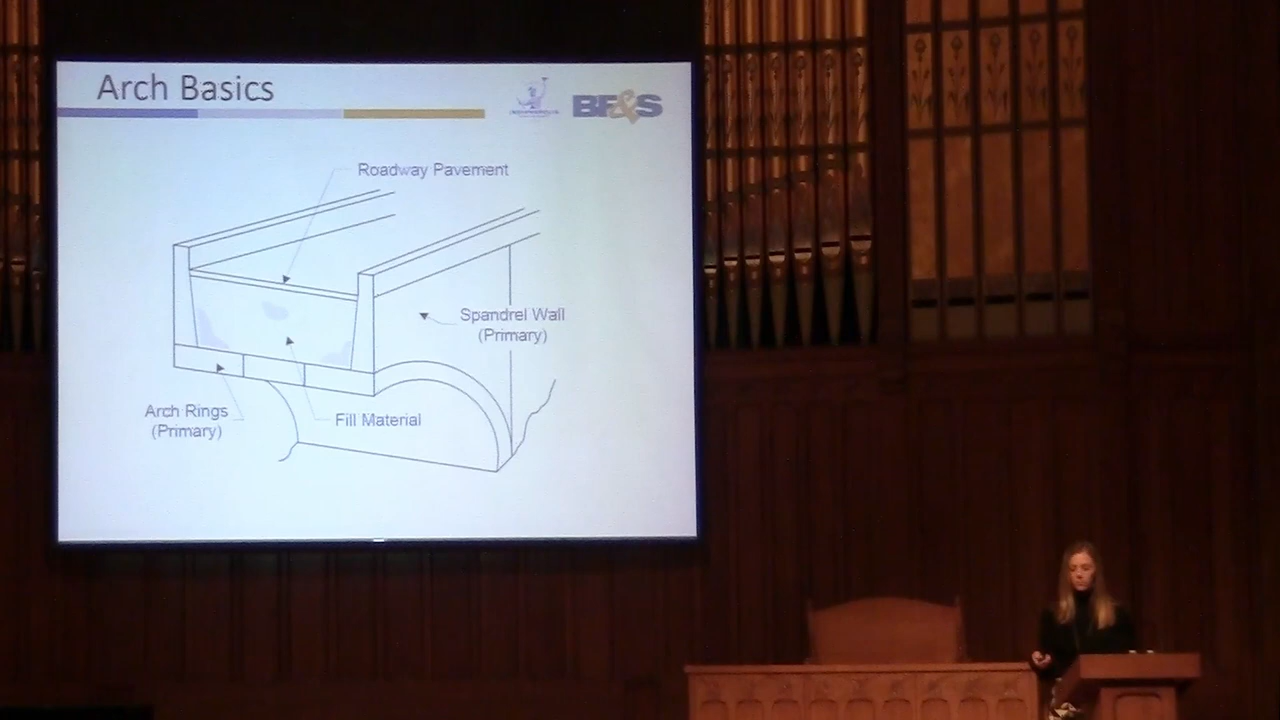 Arch Basics
BF&S
Roadway Pavement
Spandrel Wall
(Primary)
Arch Rings
(Primary)
Fill Material